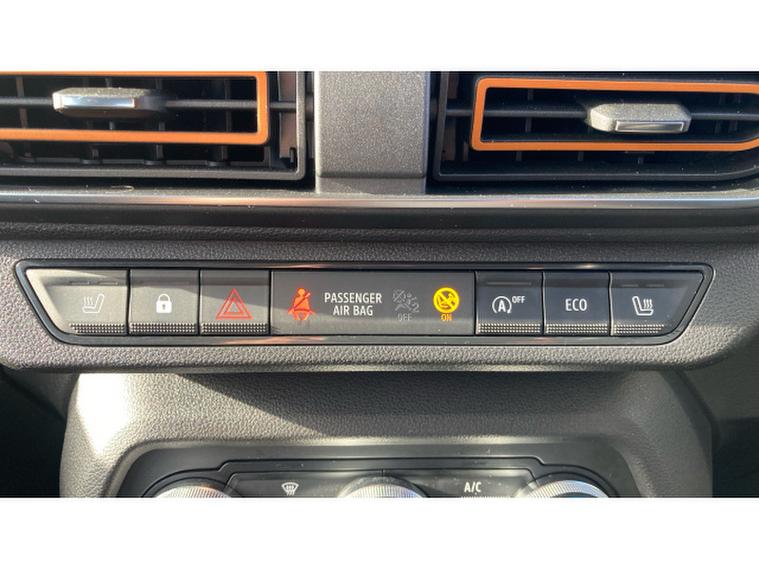 PASSENGER
AIR BAG
OFF
ON
A OFF
ECO
A/C